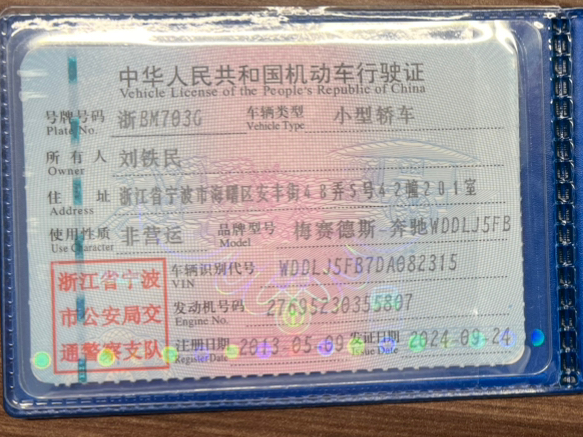 中华人民共和国机动车行驶证
Vehicle License of the People's Republic of China
号牌号码 浙BM703G 车辆类型 小型轿车
Plate No. Vehicle Type
所有人 刘铁民
Owner
住址 浙江省宁波市海曙区安丰街48弄5号42幢201室
Address
使用性质 非营运 品牌型号 梅赛德斯-奔驰WDDLJ5FB
Use Character Model
浙江省宁波
市公安局交
通警察支队
车辆识别代号 WDDLJ5FB7DA082315
VIN
发动机号码 27695230355807
Engine No.
注册日期 2013-05-09 发证日期 2024-09-24
Register Date Issue Date